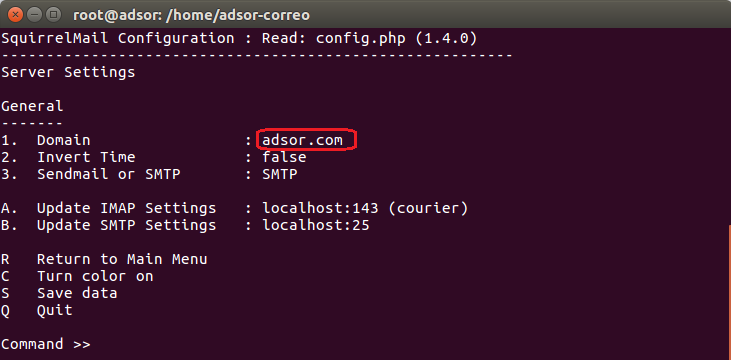 root@adsor: /home/adsor-correo
SquirrelMail Configuration : Read: config.php (1.4.0)
---------------------------------------------------------
Server Settings
General
-------
1.  Domain                 : adsor.com
2.  Invert Time            : false
3.  Sendmail or SMTP       : SMTP
A.  Update IMAP Settings   : localhost:143 (courier)
B.  Update SMTP Settings   : localhost:25
R   Return to Main Menu
C   Turn color on
S   Save data
Q   Quit
Command >>